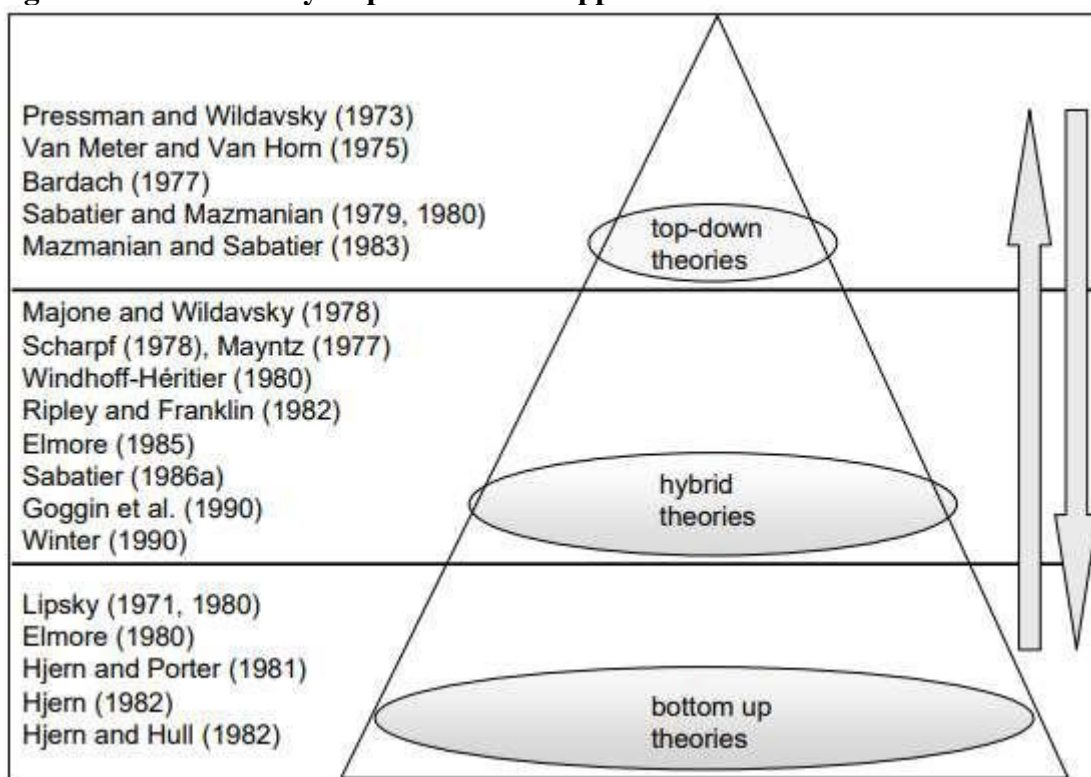 Pressman and Wildavsky (1973)
Van Meter and Van Horn (1975)
Bardach (1977)
Sabatier and Mazmanian (1979, 1980)
Mazmanian and Sabatier (1983)
top-down
theories
Majone and Wildavsky (1978)
Scharpf (1978), Mayntz (1977)
Windhoff-Héritier (1980)
Ripley and Franklin (1982)
Elmore (1985)
Sabatier (1986a)
Goggin et al. (1990)
Winter (1990)
hybrid
theories
Lipsky (1971, 1980)
Elmore (1980)
Hjern and Porter (1981)
Hjern (1982)
Hjern and Hull (1982)
bottom up
theories